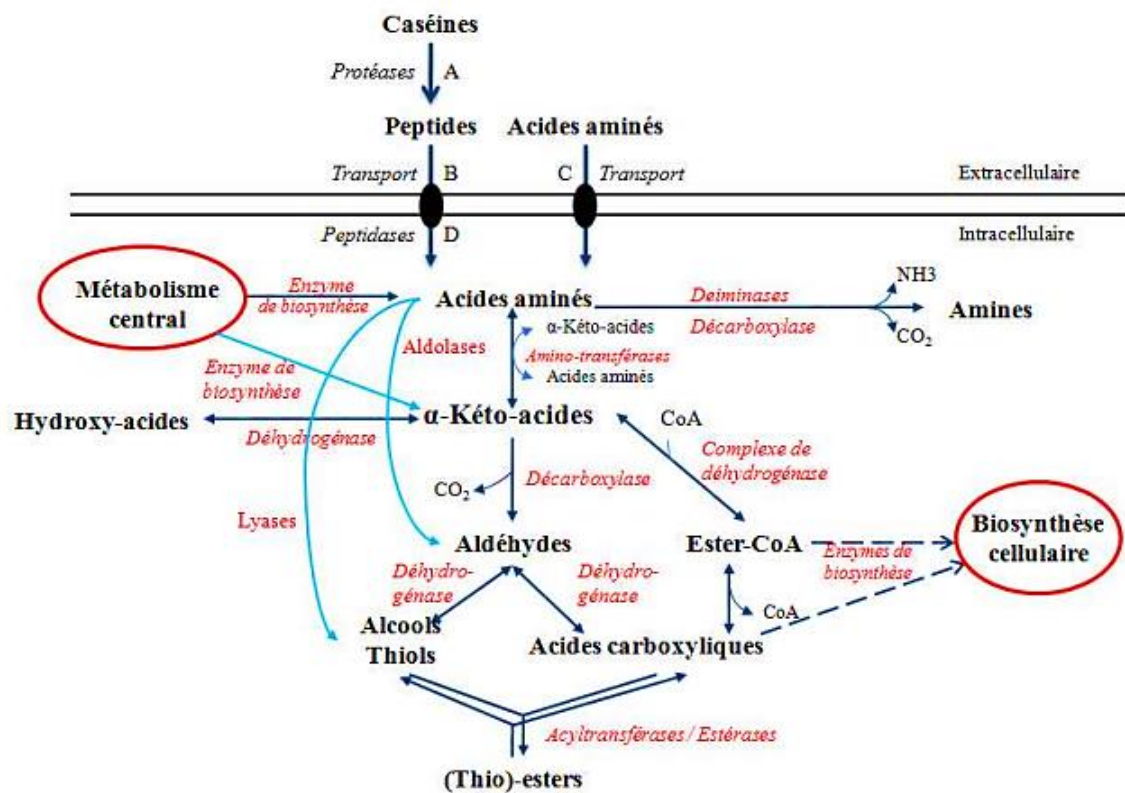 Caséines
Protéases A
Peptides Acides aminés
Transport B C Transport Extracellulaire
Peptidases D Intracellulaire
Métabolisme
central
Enzyme
de biosynthèse
Acides aminés
Deiminases
Décarboxylase
NH3
CO2
Amines
Aldolases
α-Kéto-acides
Amino-transférases
Acides aminés
Enzyme de
biosynthèse
Hydroxy-acides
Déhydrogénase
α-Kéto-acides
CoA
Complexe de
déhydrogénase
CO2
Décarboxylase
Lyases
Aldéhydes
Ester-CoA
Enzymes de
biosynthèse
Biosynthèse
cellulaire
Déhydro-
génase
Déhydro-
génase
CoA
Alcools
Thiols
Acides carboxyliques
Acyltransférases / Estérases
(Thio)-esters